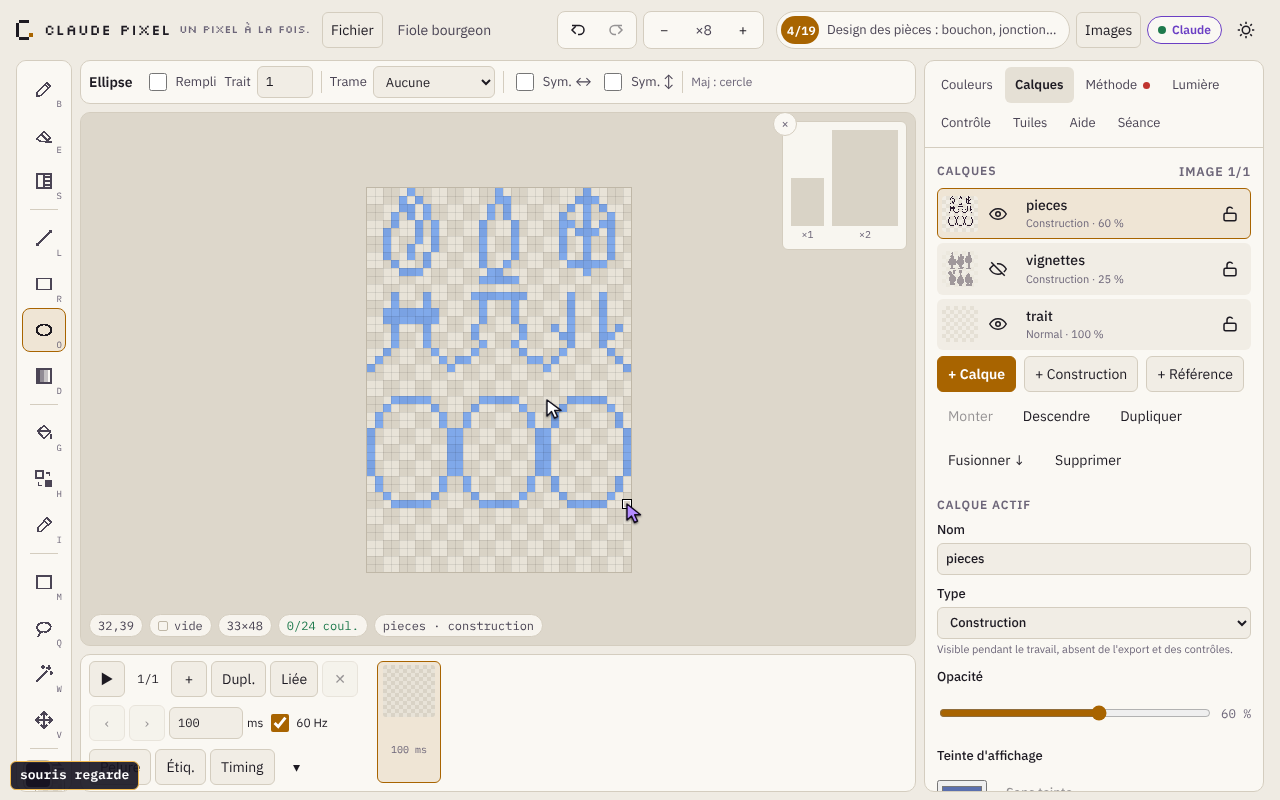 CLAUDE PIXEL UN PIXEL À LA FOIS. Fichier Fiole bourgeon − ×8 + 4/19 Design des pièces : bouchon, jonction… Images Claude
Ellipse Rempli Trait 1 Trame Aucune Sym. ↔ Sym. ↕ Maj : cercle
B
E
S
L
R
O
D
G
H
I
M
Q
W
V
×
×1 ×2
32,39 vide 33×48 0/24 coul. pieces · construction
1/1 + Dupl. Liée ✕
‹ › 100 ms 60 Hz
Étiq. Timing ▼
100 ms
souris regarde
Couleurs Calques Méthode Lumière
Contrôle Tuiles Aide Séance
CALQUES IMAGE 1/1
pieces
Construction · 60 %
vignettes
Construction · 25 %
trait
Normal · 100 %
+ Calque + Construction + Référence
Monter Descendre Dupliquer
Fusionner ↓ Supprimer
CALQUE ACTIF
Nom
pieces
Type
Construction
Visible pendant le travail, absent de l'export et des contrôles.
Opacité
60 %
Teinte d'affichage